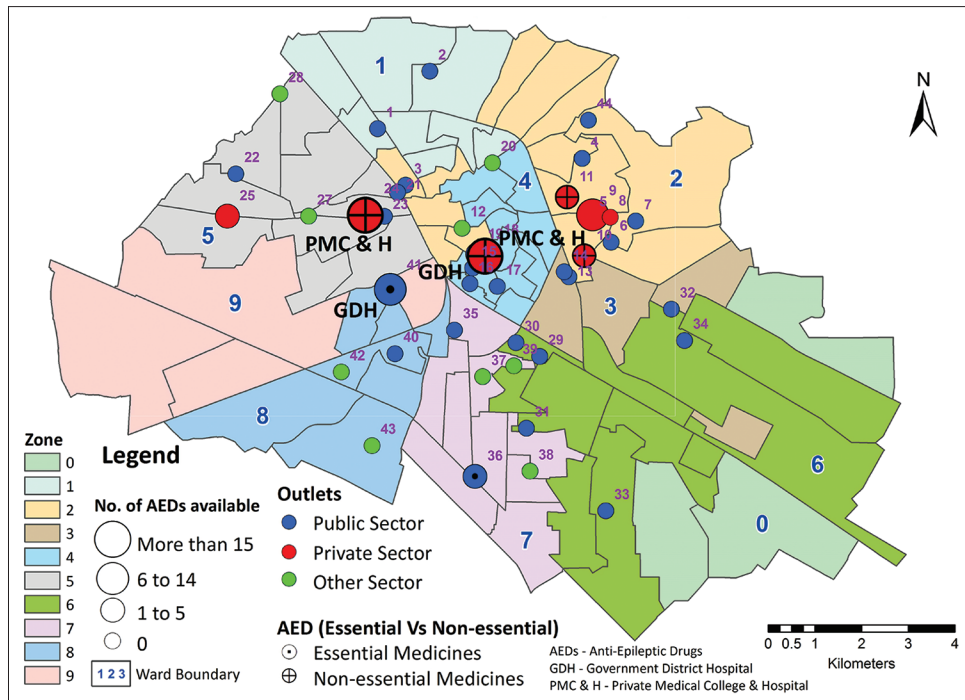 N
1
2
28
1
44
20
4
4
2
22
3
11
25
27
23
12
9
8
7
6
5
PMC & H
PMC & H
GDH
17
13
41
9
3
32
GDH
35
30
34
40
39
29
42
37
8
31
43
36
38
6
33
7
0
Zone
0
1
2
3
4
5
6
7
8
9
1 2 3 Ward Boundary
Legend
No. of AEDs available
More than 15
6 to 14
1 to 5
0
Outlets
Public Sector
Private Sector
Other Sector
AED (Essential Vs Non-essential)
Essential Medicines
Non-essential Medicines
0 0.5 1 2 3 4
Kilometers
AEDs - Anti-Epileptic Drugs
GDH - Government District Hospital
PMC & H - Private Medical College & Hospital